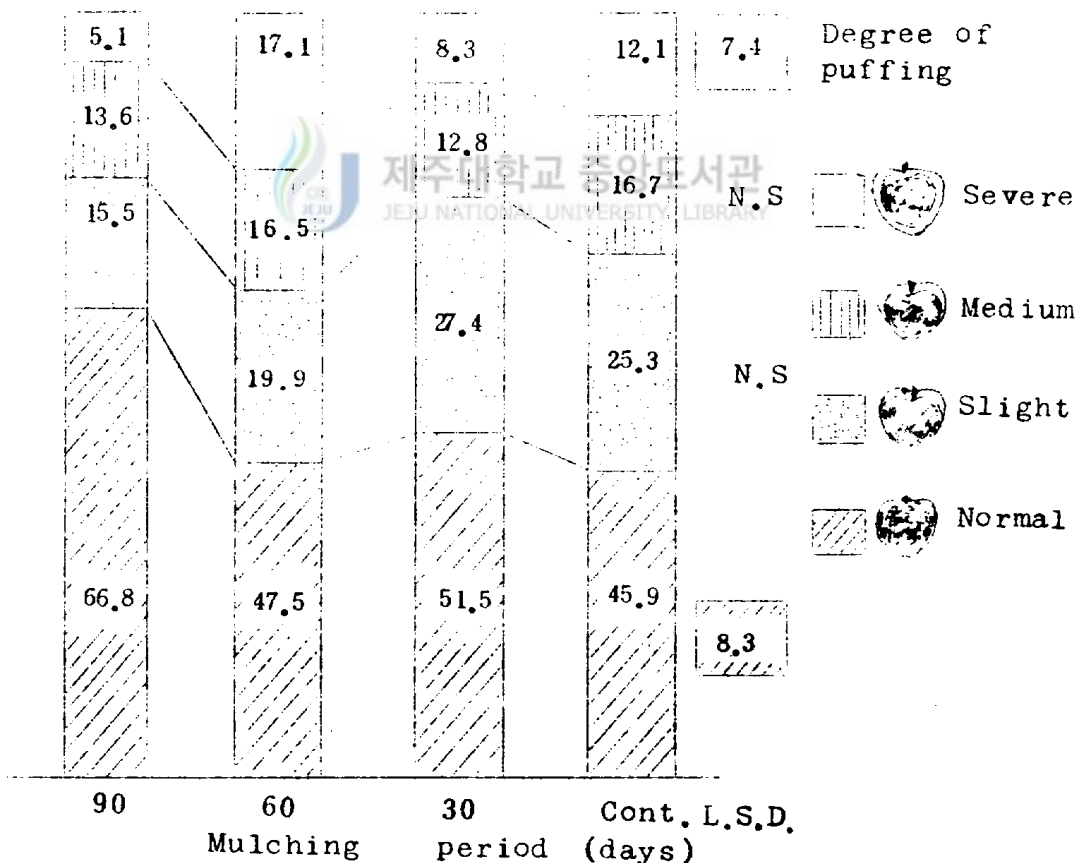 5.1 17.1 8.3 12.1 7.4 Degree of
puffing
13.6 16.5 12.8 16.7 N.S
15.5 19.9 27.4 25.3 N.S
66.8 47.5 51.5 45.9 8.3
Severe
Medium
Slight
Normal
제주대학교 중앙도서관
JEJU NATIONAL UNIVERSITY LIBRARY
JEJU
90 60 30 Cont. L.S.D.
Mulching period (days)